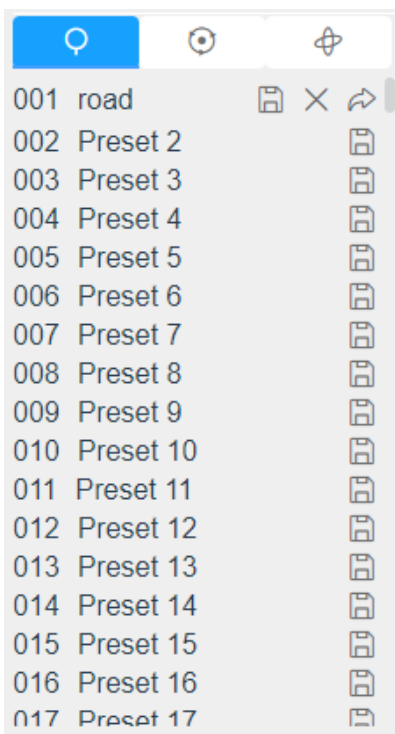 001 road
002 Preset 2
003 Preset 3
004 Preset 4
005 Preset 5
006 Preset 6
007 Preset 7
008 Preset 8
009 Preset 9
010 Preset 10
011 Preset 11
012 Preset 12
013 Preset 13
014 Preset 14
015 Preset 15
016 Preset 16
017 Preset 17